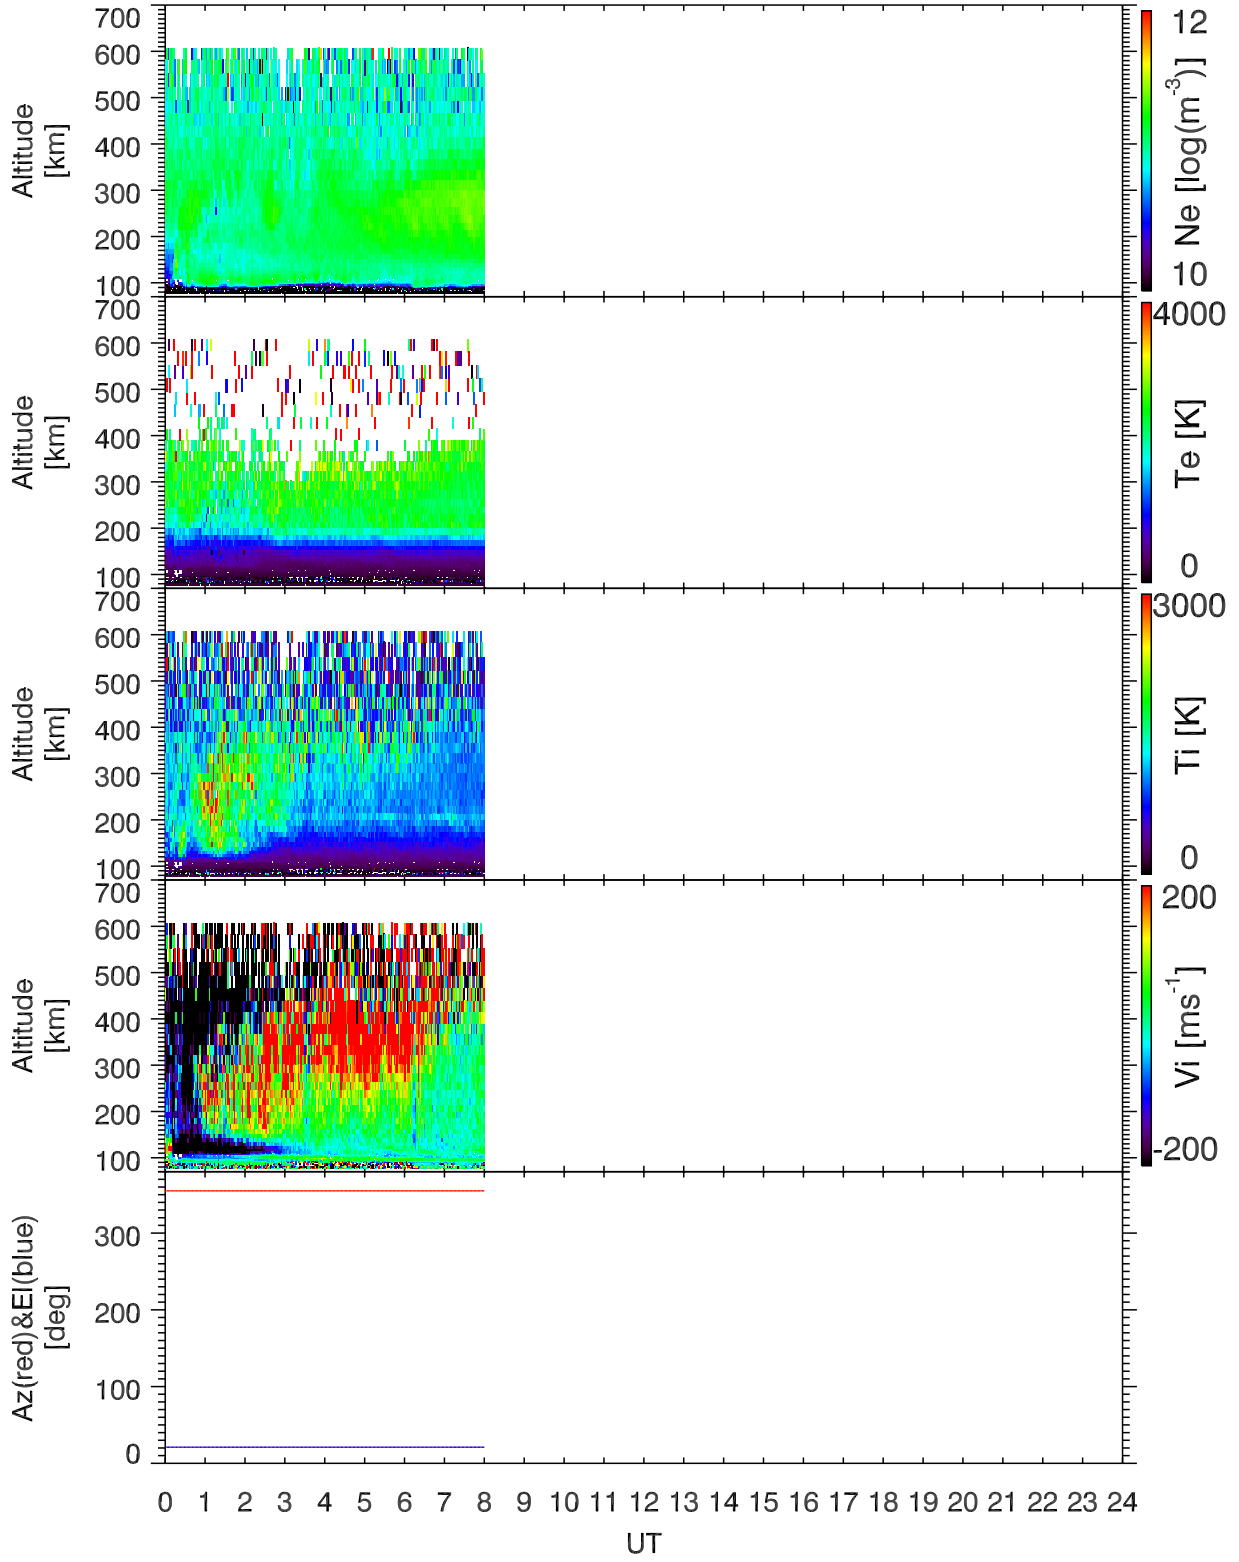 700
600
500
400
300
200
100
Altitude
[km]
12
10
Ne [log(m⁻³)]
700
600
500
400
300
200
100
Altitude
[km]
4000
0
Te [K]
700
600
500
400
300
200
100
Altitude
[km]
3000
0
Ti [K]
700
600
500
400
300
200
100
Altitude
[km]
200
-200
Vi [ms⁻¹]
300
200
100
0
Az(red)&El(blue)
[deg]
0 1 2 3 4 5 6 7 8 9 10 11 12 13 14 15 16 17 18 19 20 21 22 23 24
UT